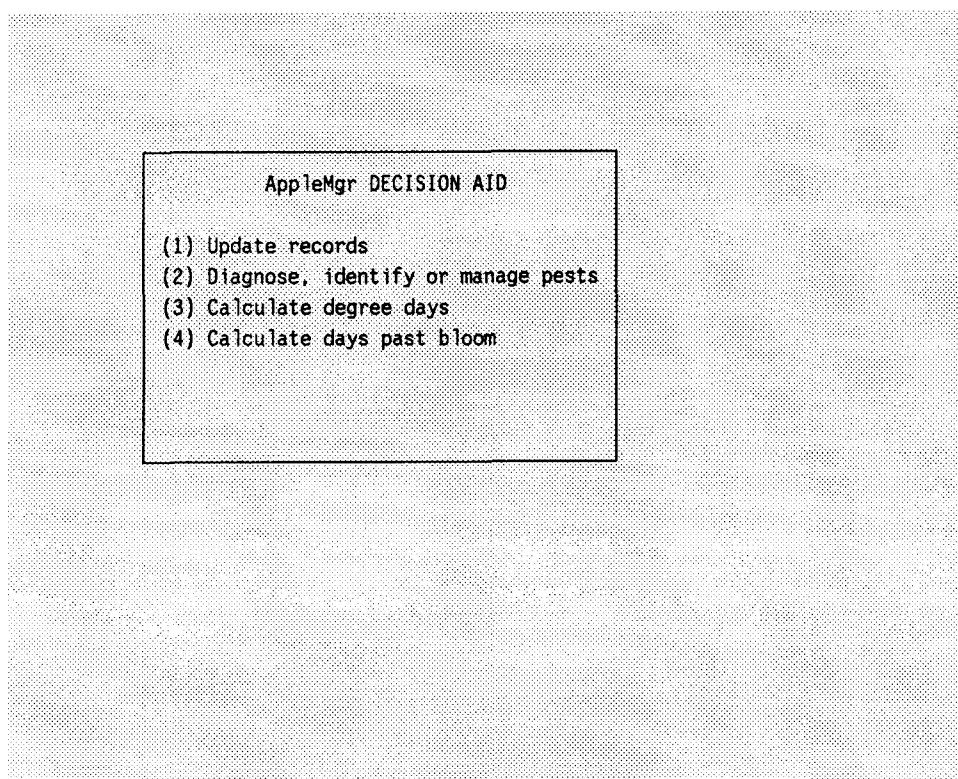 AppleMgr DECISION AID
(1) Update records
(2) Diagnose, identify or manage pests
(3) Calculate degree days
(4) Calculate days past bloom